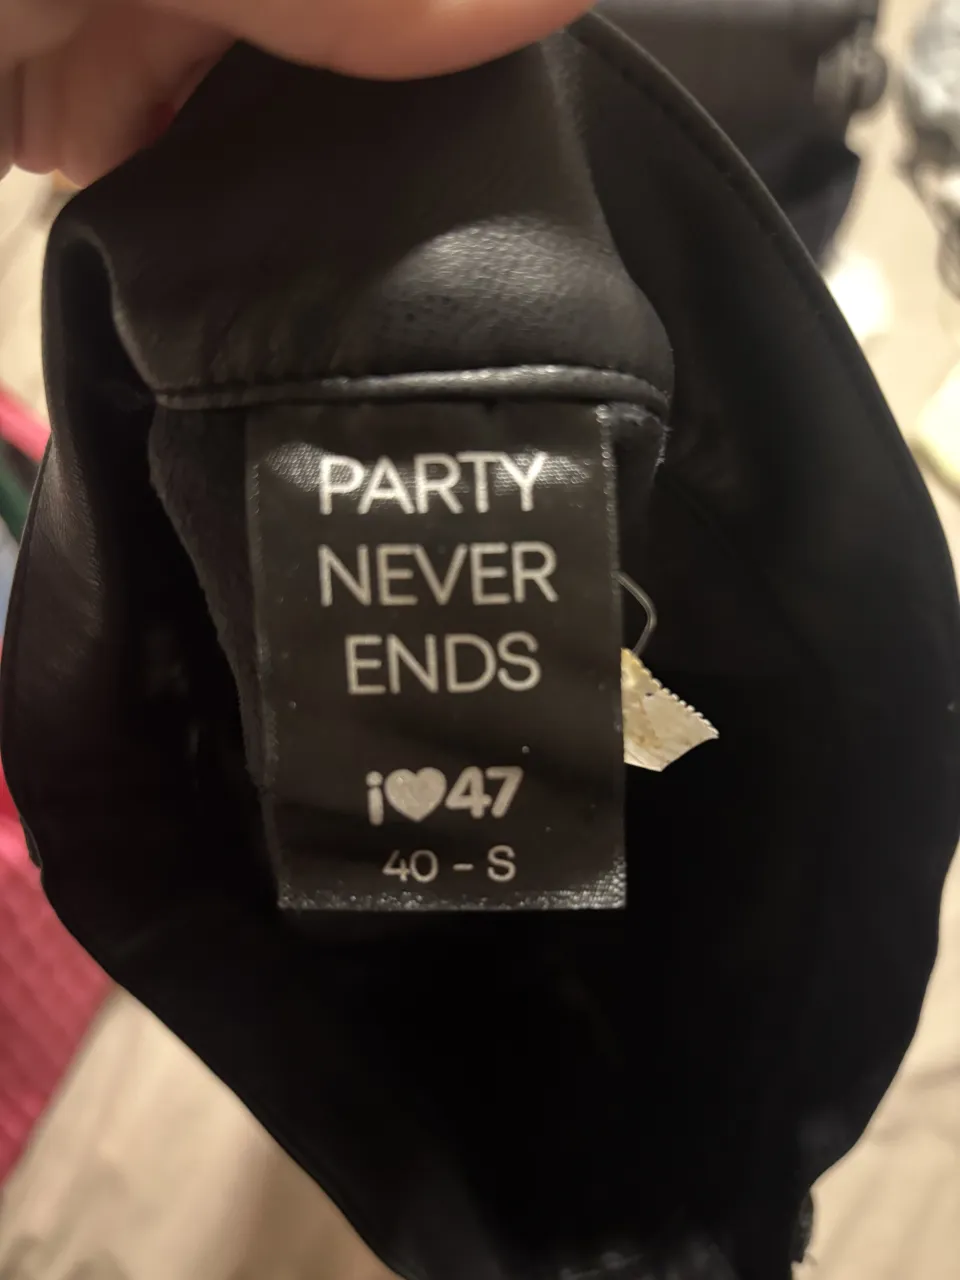 PARTY
NEVER
ENDS
i♥47
40 - S